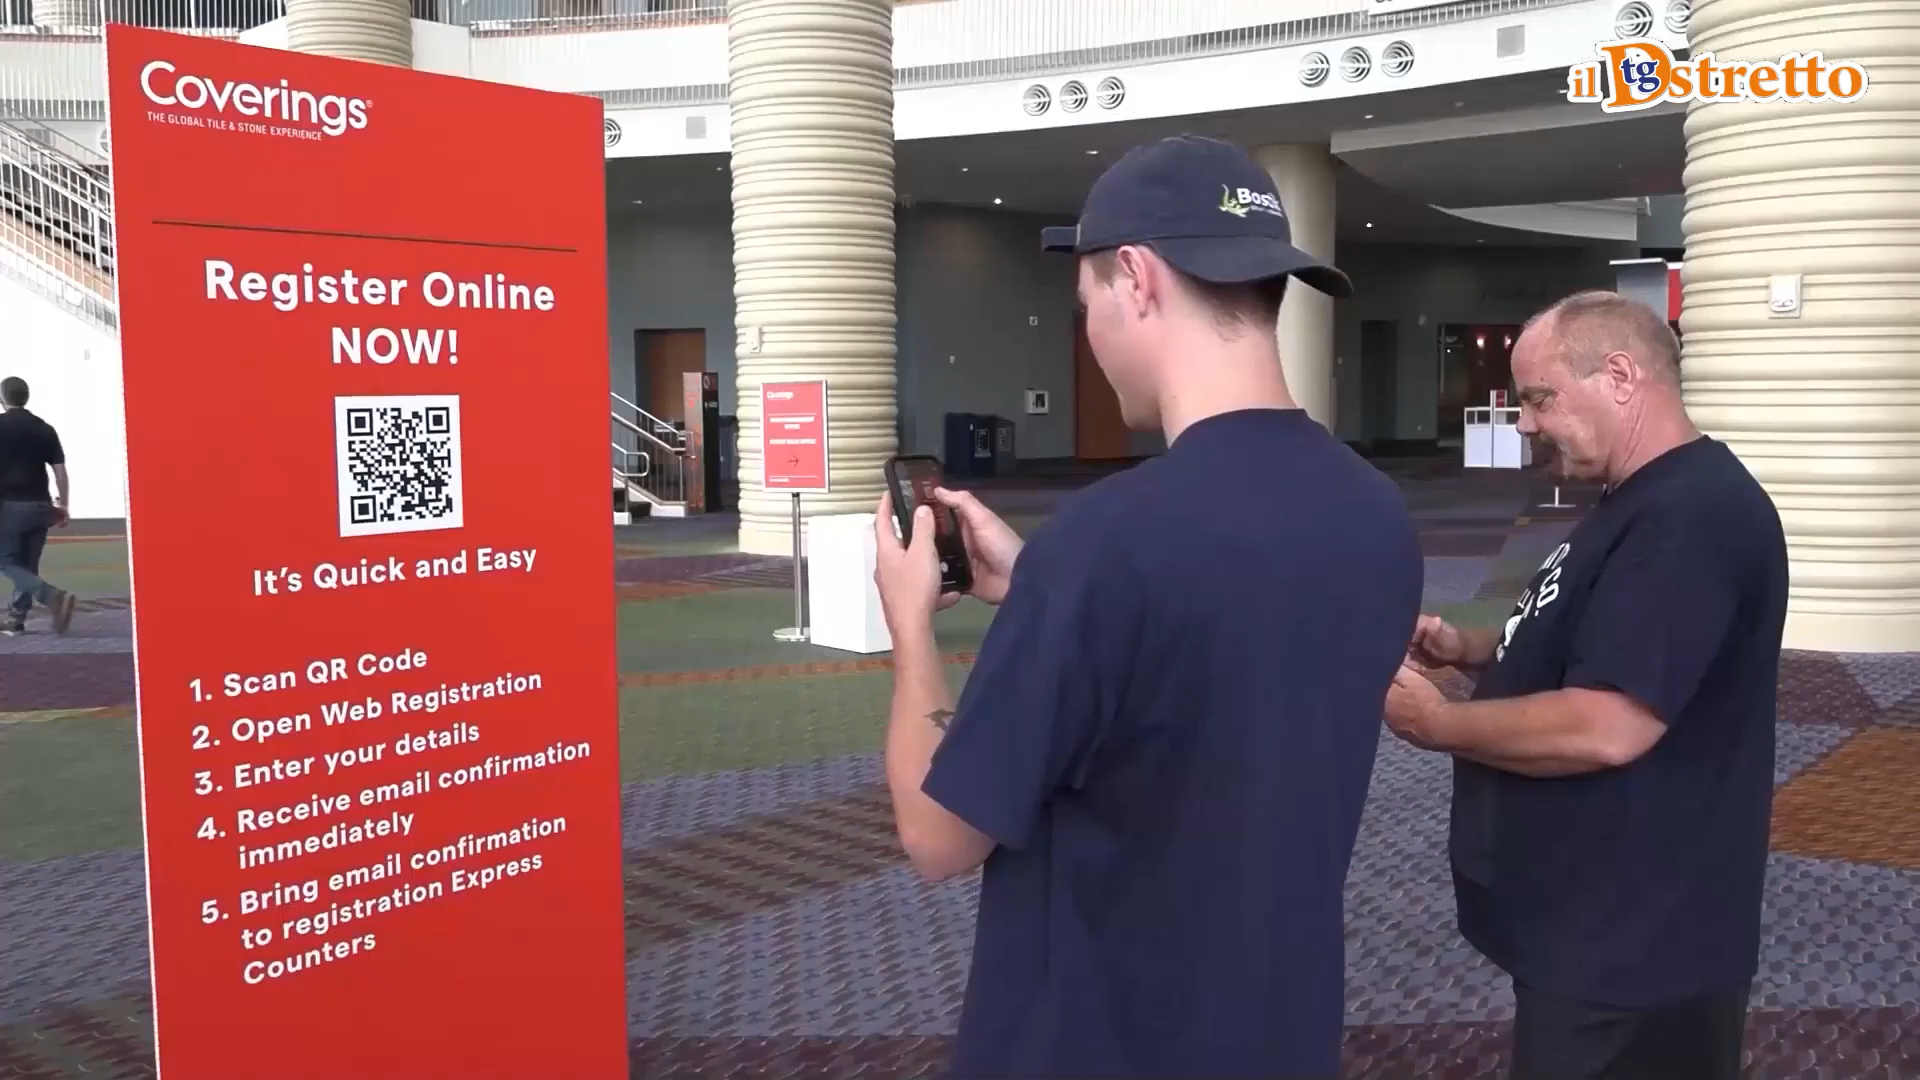 Coverings®
THE GLOBAL TILE & STONE EXPERIENCE
Register Online
NOW!
It's Quick and Easy
1. Scan QR Code
2. Open Web Registration
3. Enter your details
4. Receive email confirmation
immediately
5. Bring email confirmation
to registration Express
Counters
il tg Distretto
Coverings
CO.